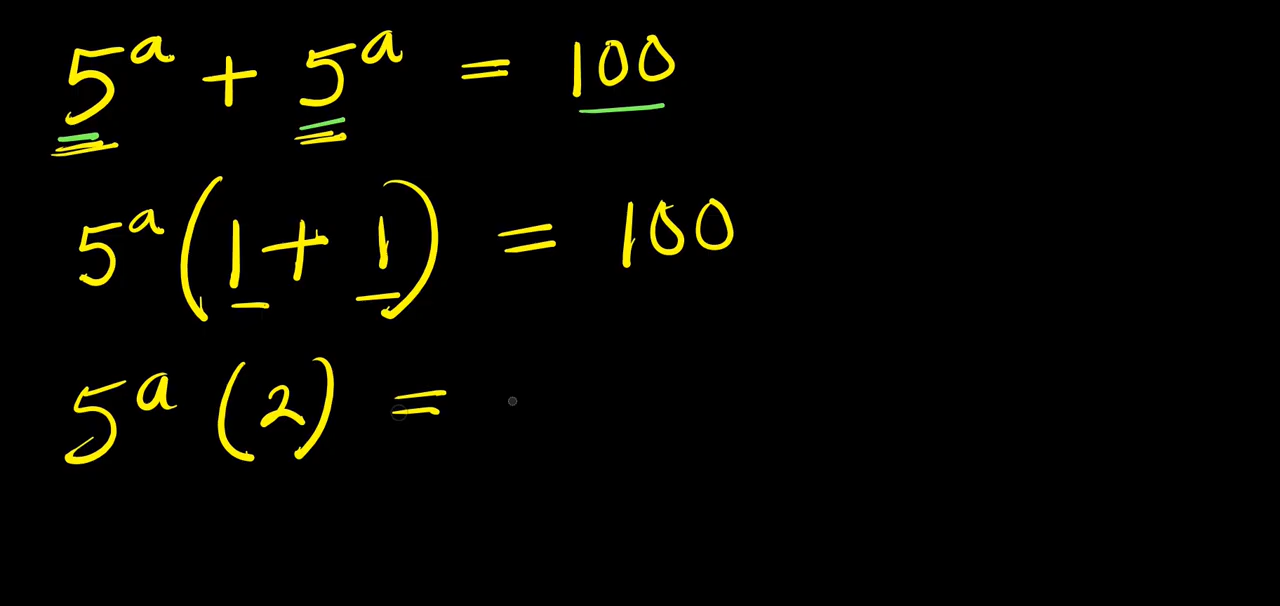 5^a + 5^a = 100
5^a (1 + 1) = 100
5^a (2) =